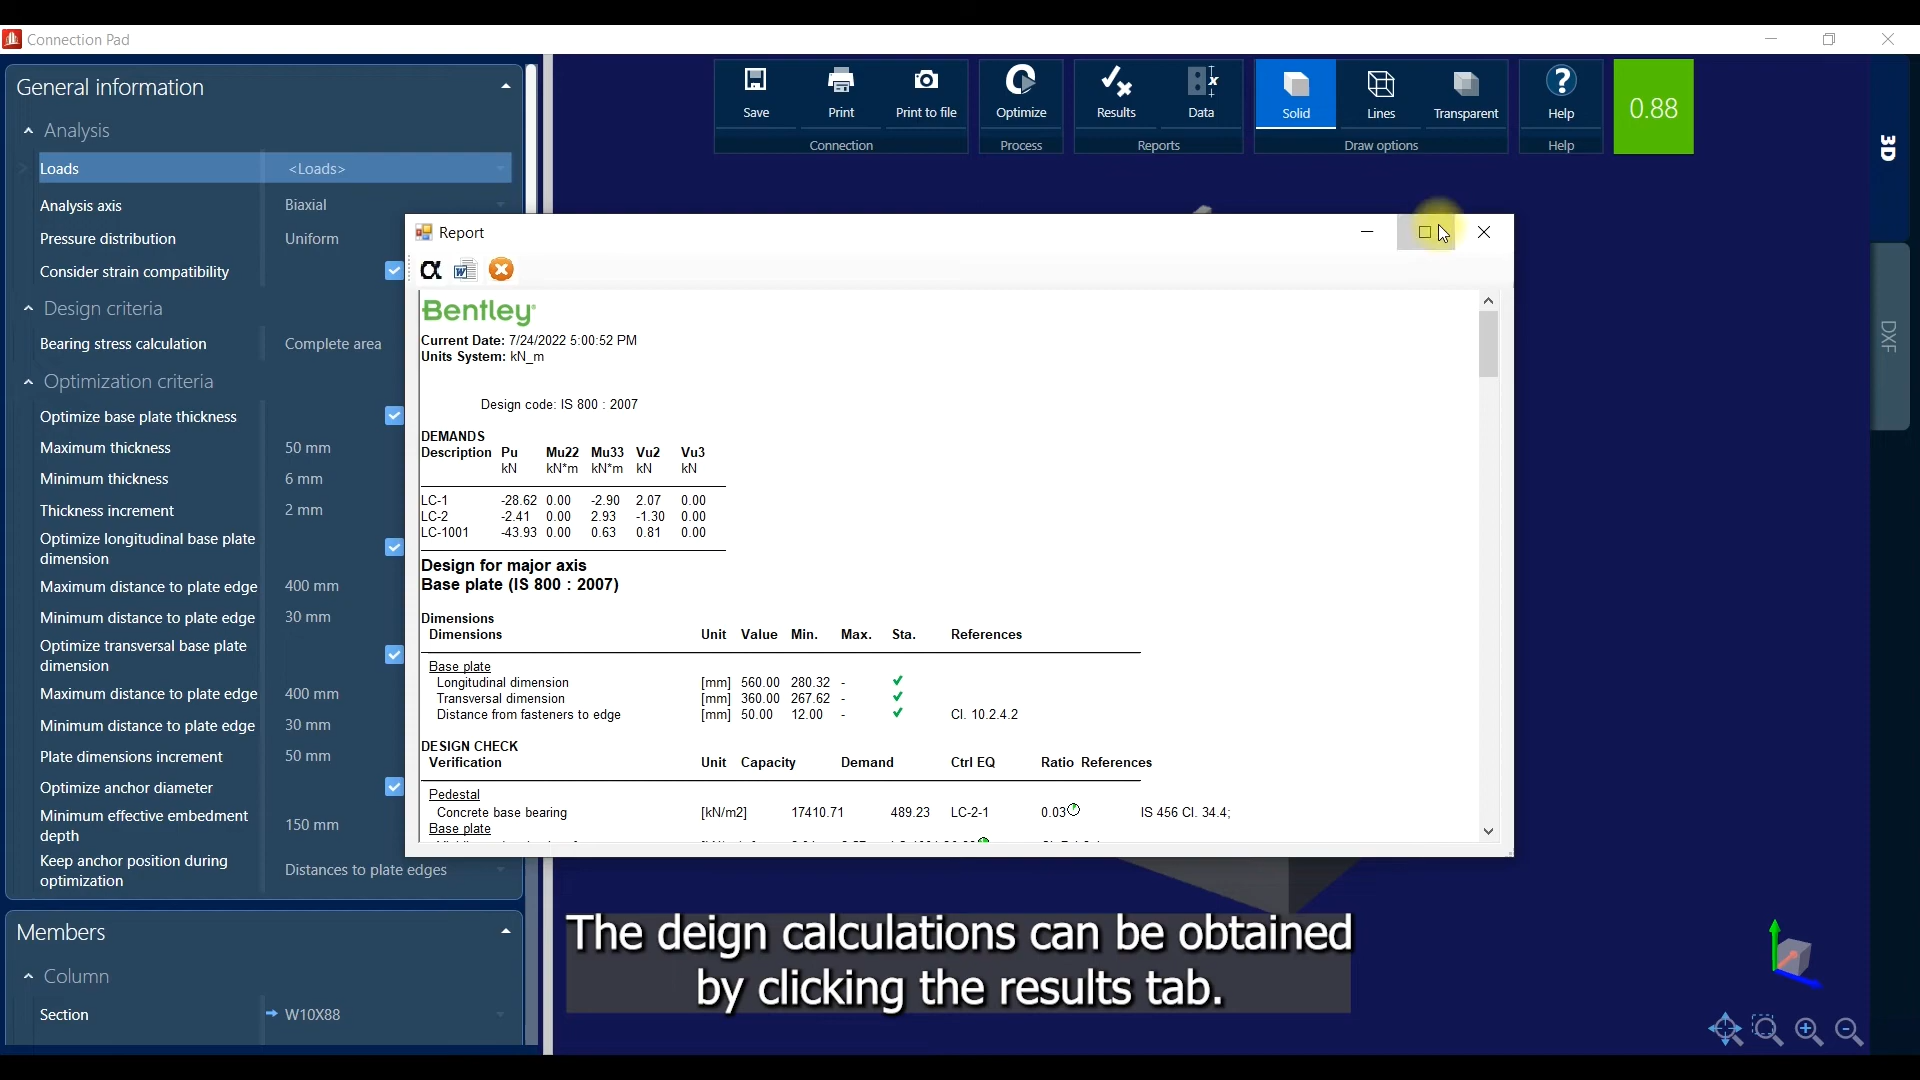 Connection Pad
General information
Analysis
Loads <Loads>
Analysis axis Biaxial
Pressure distribution Uniform
Consider strain compatibility
Design criteria
Bearing stress calculation Complete area
Optimization criteria
Optimize base plate thickness
Maximum thickness 50 mm
Minimum thickness 6 mm
Thickness increment 2 mm
Optimize longitudinal base plate
dimension
Maximum distance to plate edge 400 mm
Minimum distance to plate edge 30 mm
Optimize transversal base plate
dimension
Maximum distance to plate edge 400 mm
Minimum distance to plate edge 30 mm
Plate dimensions increment 50 mm
Optimize anchor diameter
Minimum effective embedment
depth 150 mm
Keep anchor position during
optimization Distances to plate edges
Members
Column
Section W10X88
Save Print Print to file Optimize Results Data Solid Lines Transparent Help 0.88
Connection Process Reports Draw options Help
3D
DXF
Report
Bentley
Current Date: 7/24/2022 5:00:52 PM
Units System: kN_m
Design code: IS 800 : 2007
DEMANDS
Description Pu Mu22 Mu33 Vu2 Vu3
kN kN*m kN*m kN kN
LC-1 -28.62 0.00 -2.90 2.07 0.00
LC-2 -2.41 0.00 2.93 -1.30 0.00
LC-1001 -43.93 0.00 0.63 0.81 0.00
Design for major axis
Base plate (IS 800 : 2007)
Dimensions
Dimensions Unit Value Min. Max. Sta. References
Base plate
Longitudinal dimension [mm] 560.00 280.32 -
Transversal dimension [mm] 360.00 267.62 -
Distance from fasteners to edge [mm] 50.00 12.00 - Cl. 10.2.4.2
DESIGN CHECK
Verification Unit Capacity Demand Ctrl EQ Ratio References
Pedestal
Concrete base bearing [kN/m2] 17410.71 489.23 LC-2-1 0.03 IS 456 Cl. 34.4;
Base plate
The deign calculations can be obtained
by clicking the results tab.